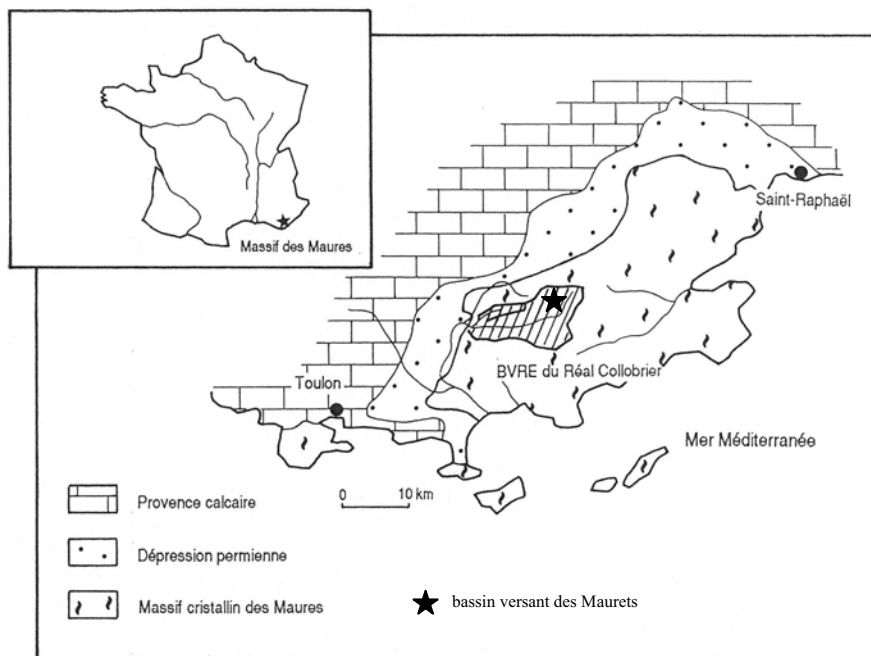 Massif des Maures
Saint-Raphaël
BVRE du Réal Collobrier
Toulon
Mer Méditerranée
0 10 km
Provence calcaire
Dépression permienne
Massif cristallin des Maures
bassin versant des Maurets